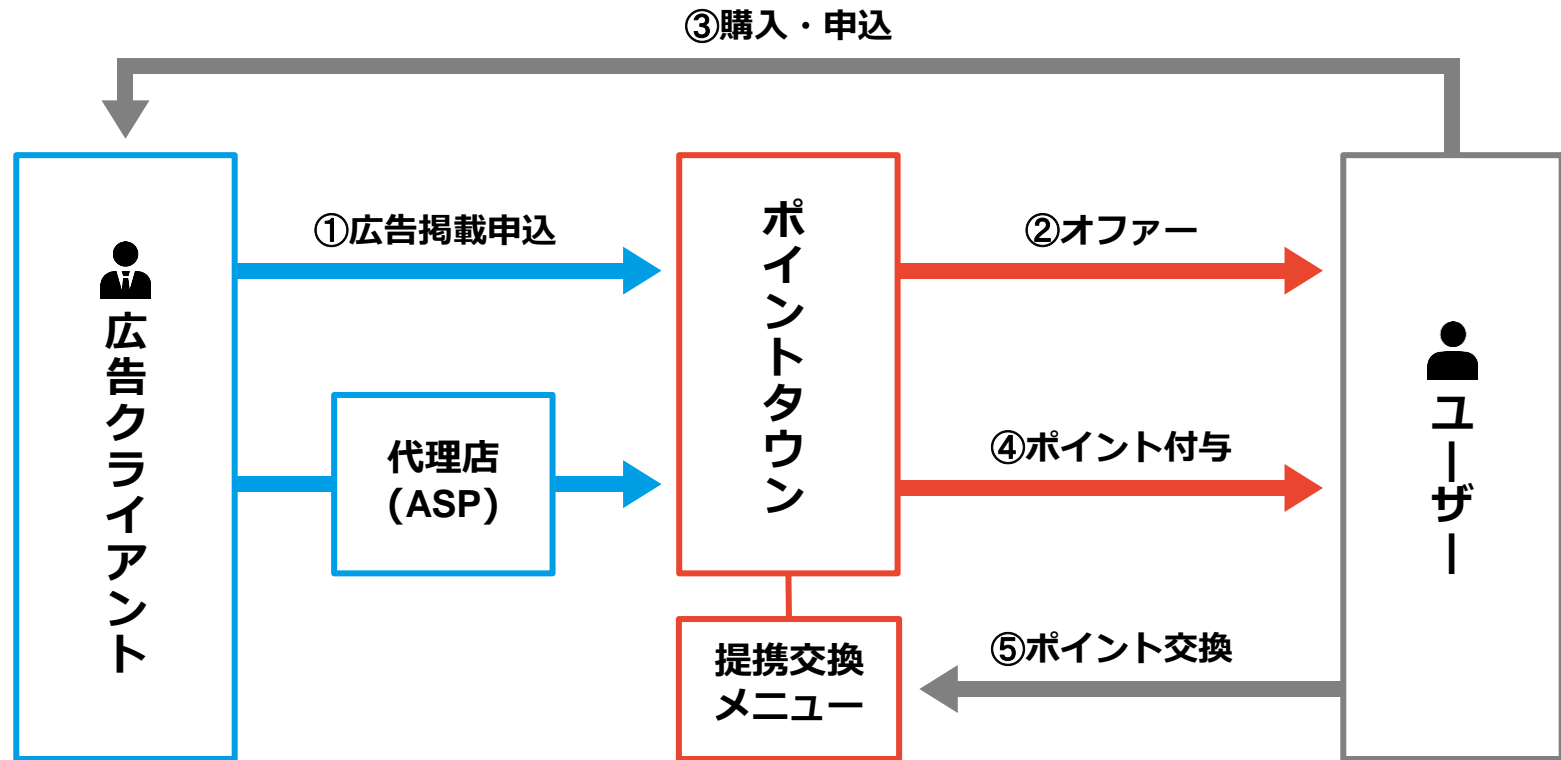 ③購入・申込
広告クライアント
①広告掲載申込
代理店
(ASP)
ポイントタウン
②オファー
④ポイント付与
提携交換
メニュー
⑤ポイント交換
ユーザー